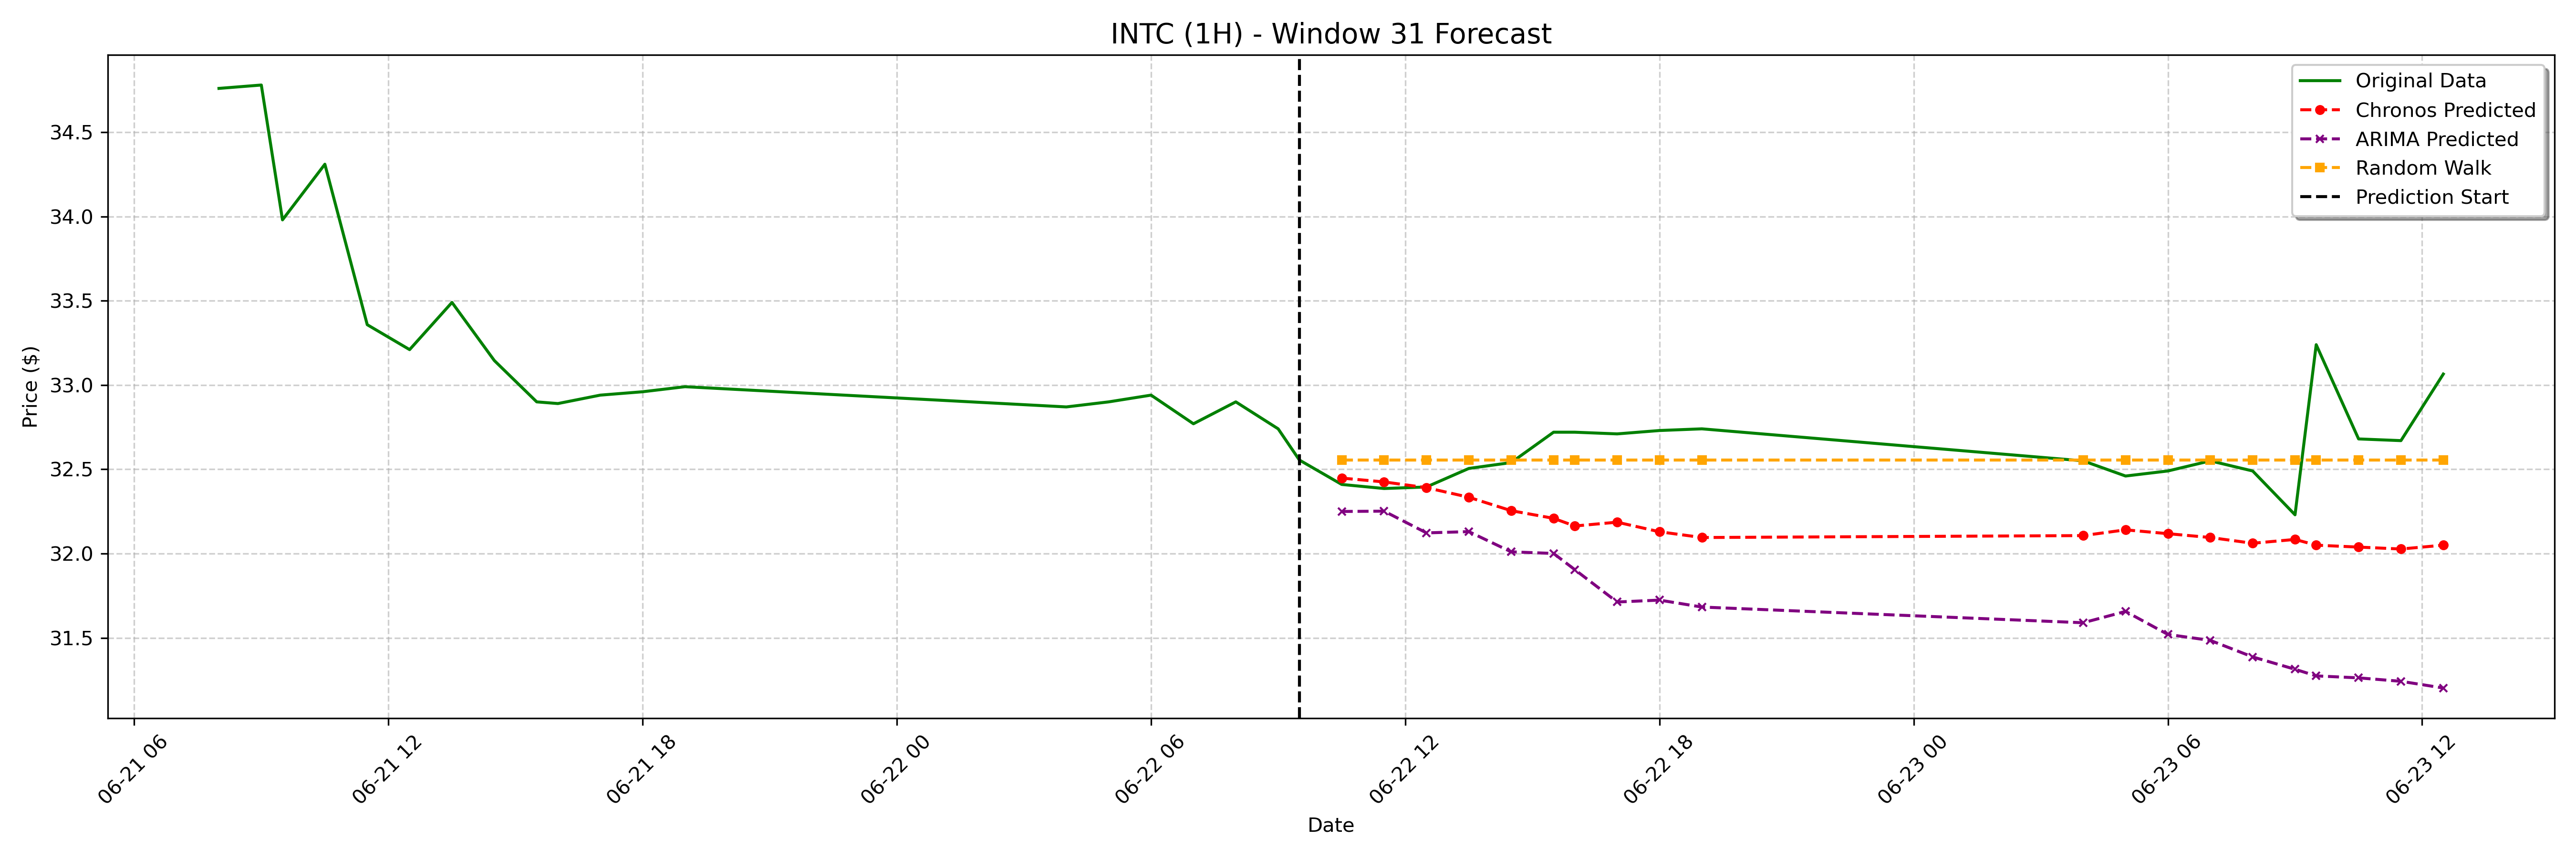 INTC (1H) - Window 31 Forecast
Original Data
Chronos Predicted
ARIMA Predicted
Random Walk
Prediction Start
Price ($)
34.5
34.0
33.5
33.0
32.5
32.0
31.5
06-21 06
06-21 12
06-21 18
06-22 00
06-22 06
06-22 12
06-22 18
06-23 00
06-23 06
06-23 12
Date